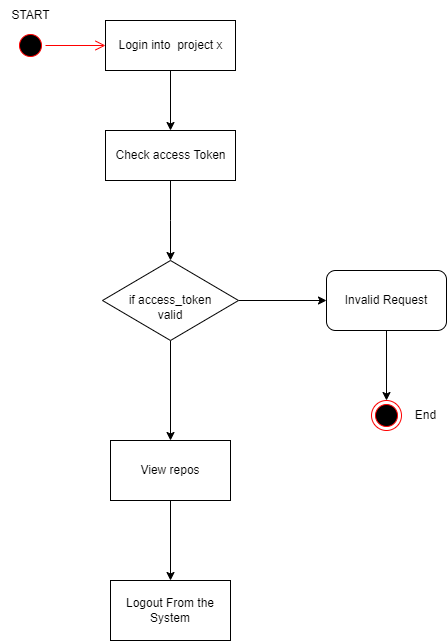 START
Login into project x
Check access Token
if access_token
valid
Invalid Request
End
View repos
Logout From the
System